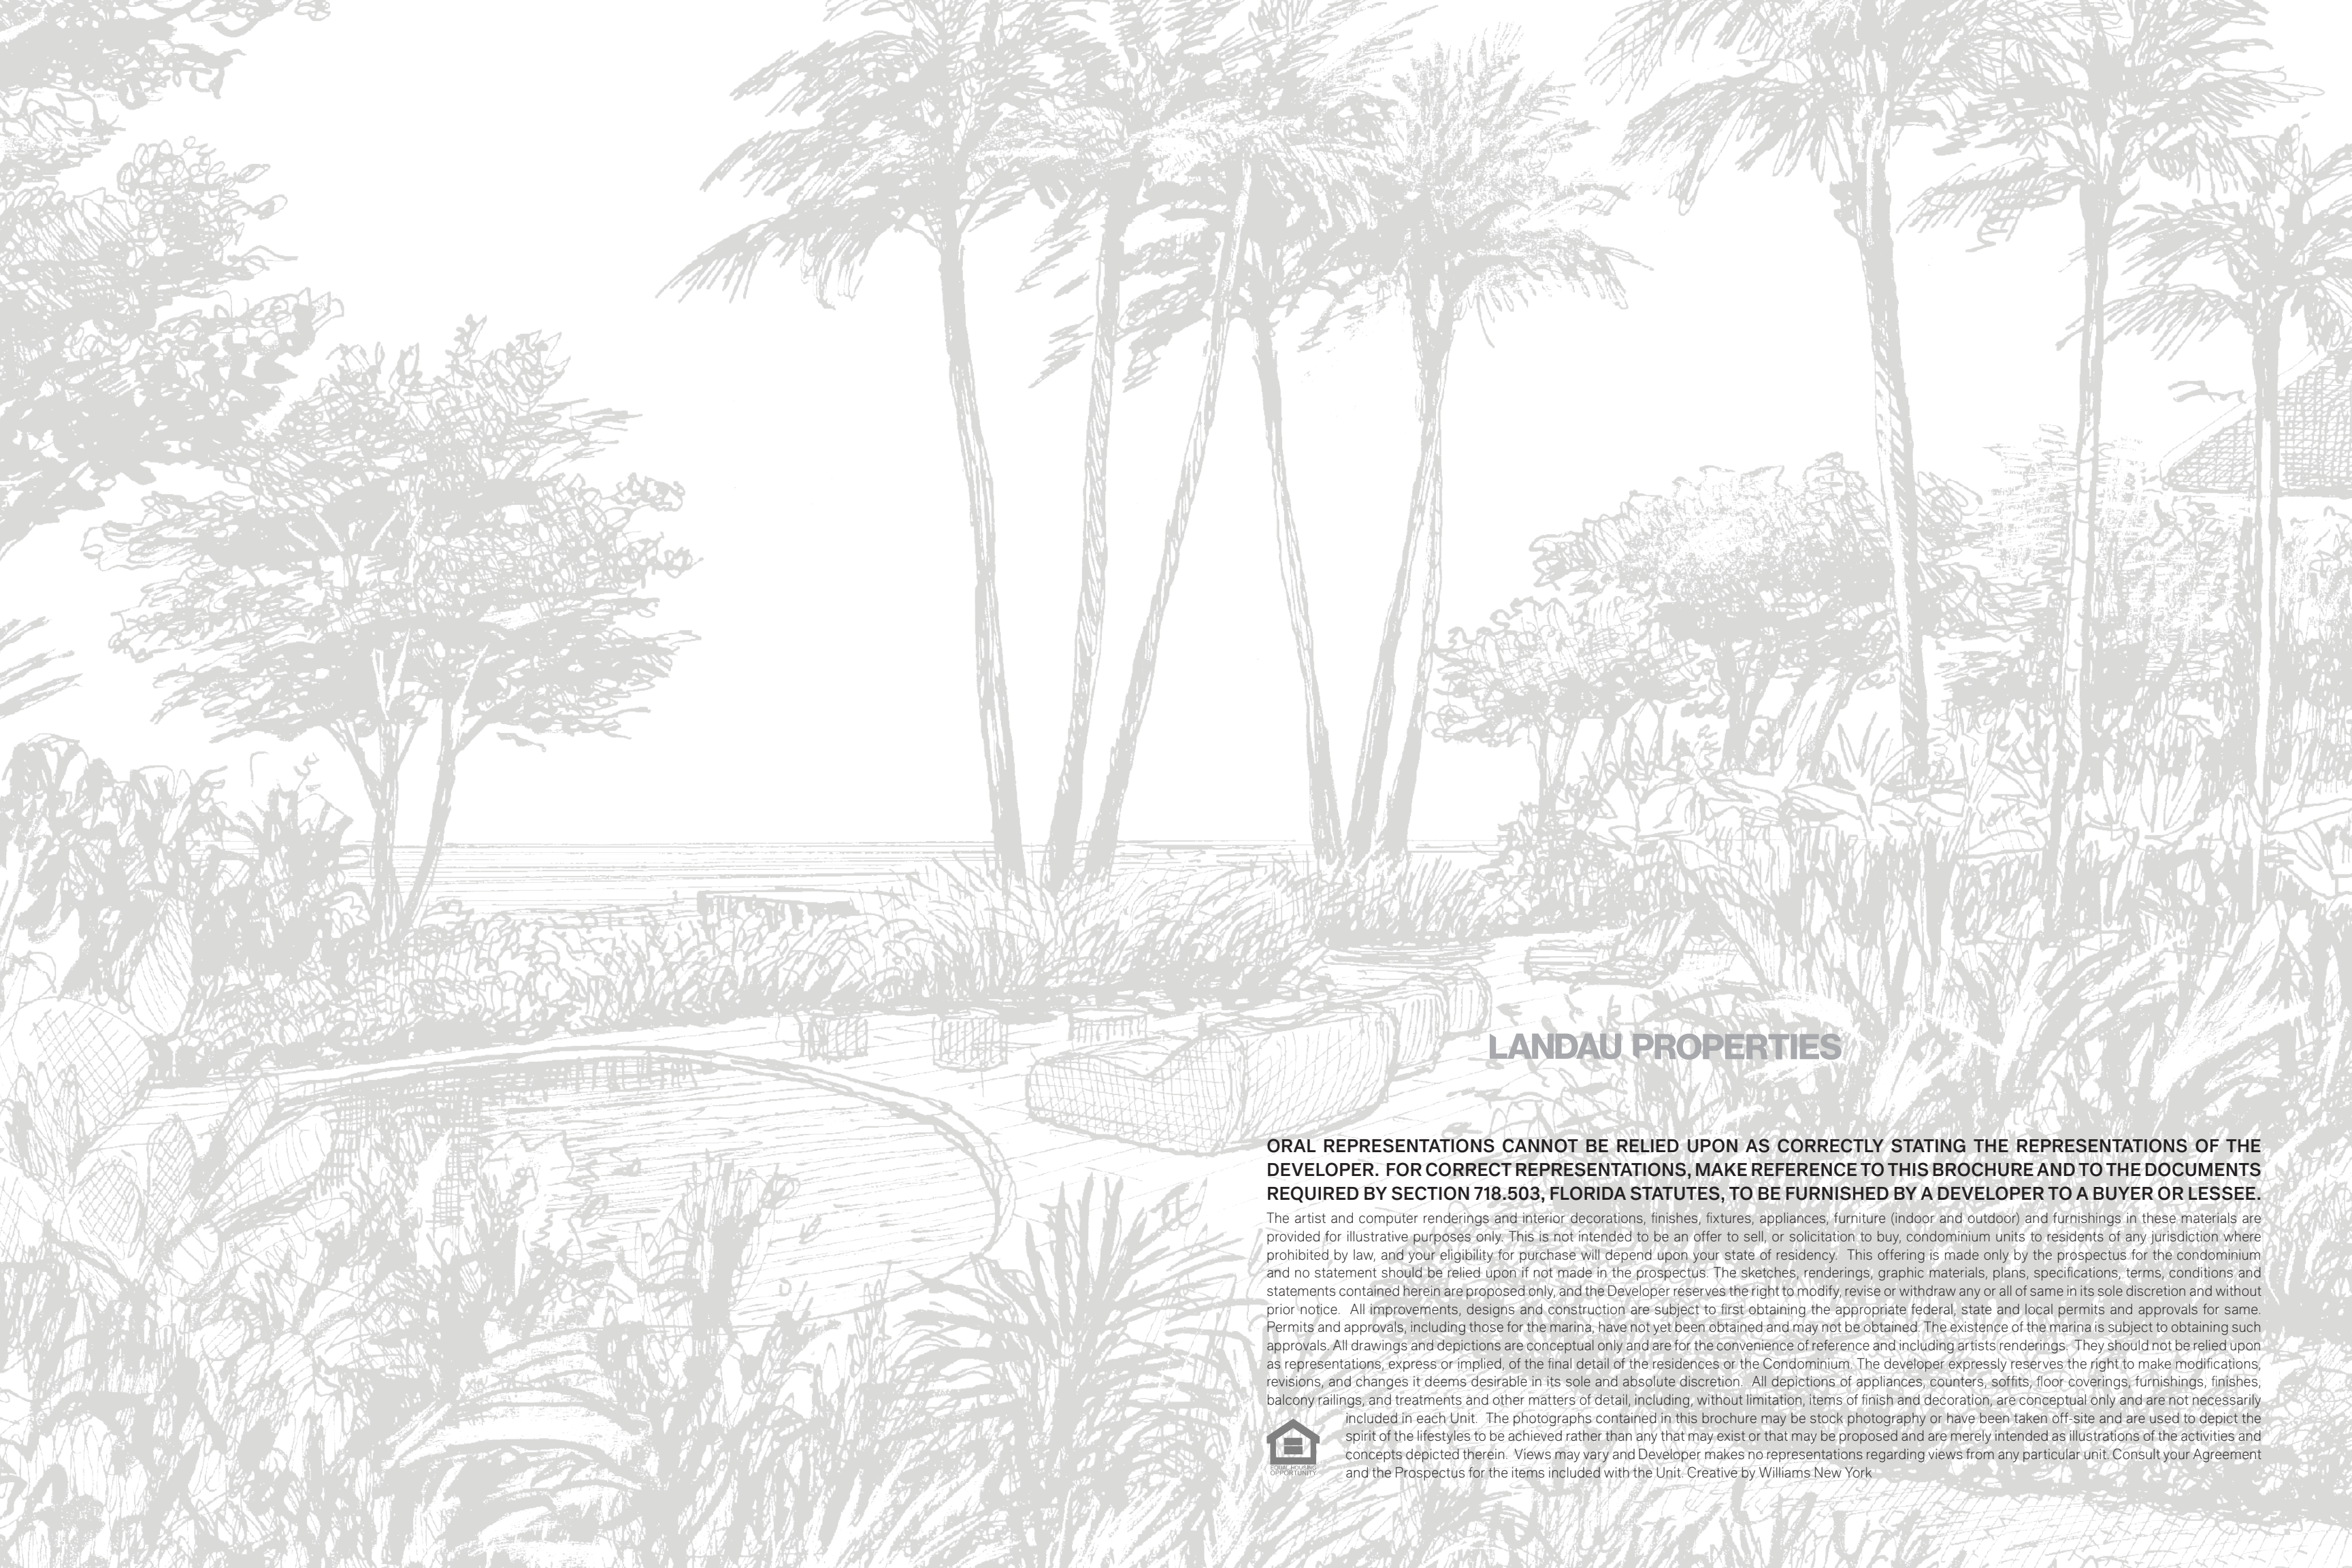 LANDAU PROPERTIES
ORAL REPRESENTATIONS CANNOT BE RELIED UPON AS CORRECTLY STATING THE REPRESENTATIONS OF THE
DEVELOPER. FOR CORRECT REPRESENTATIONS, MAKE REFERENCE TO THIS BROCHURE AND TO THE DOCUMENTS
REQUIRED BY SECTION 718.503, FLORIDA STATUTES, TO BE FURNISHED BY A DEVELOPER TO A BUYER OR LESSEE.
The artist and computer renderings and interior decorations, finishes, fixtures, appliances, furniture (indoor and outdoor) and furnishings in these materials are
provided for illustrative purposes only. This is not intended to be an offer to sell, or solicitation to buy, condominium units to residents of any jurisdiction where
prohibited by law, and your eligibility for purchase will depend upon your state of residency. This offering is made only by the prospectus for the condominium
and no statement should be relied upon if not made in the prospectus. The sketches, renderings, graphic materials, plans, specifications, terms, conditions and
statements contained herein are proposed only, and the Developer reserves the right to modify, revise or withdraw any or all of same in its sole discretion and without
prior notice. All improvements, designs and construction are subject to first obtaining the appropriate federal, state and local permits and approvals for same.
Permits and approvals, including those for the marina, have not yet been obtained and may not be obtained. The existence of the marina is subject to obtaining such
approvals. All drawings and depictions are conceptual only and are for the convenience of reference and including artists renderings. They should not be relied upon
as representations, express or implied, of the final detail of the residences or the Condominium. The developer expressly reserves the right to make modifications,
revisions, and changes it deems desirable in its sole and absolute discretion. All depictions of appliances, counters, soffits, floor coverings, furnishings, finishes,
balcony railings, and treatments and other matters of detail, including, without limitation, items of finish and decoration, are conceptual only and are not necessarily
included in each Unit. The photographs contained in this brochure may be stock photography or have been taken off-site and are used to depict the
spirit of the lifestyles to be achieved rather than any that may exist or that may be proposed and are merely intended as illustrations of the activities and
concepts depicted therein. Views may vary and Developer makes no representations regarding views from any particular unit. Consult your Agreement
and the Prospectus for the items included with the Unit. Creative by Williams New York
EQUAL HOUSING
OPPORTUNITY